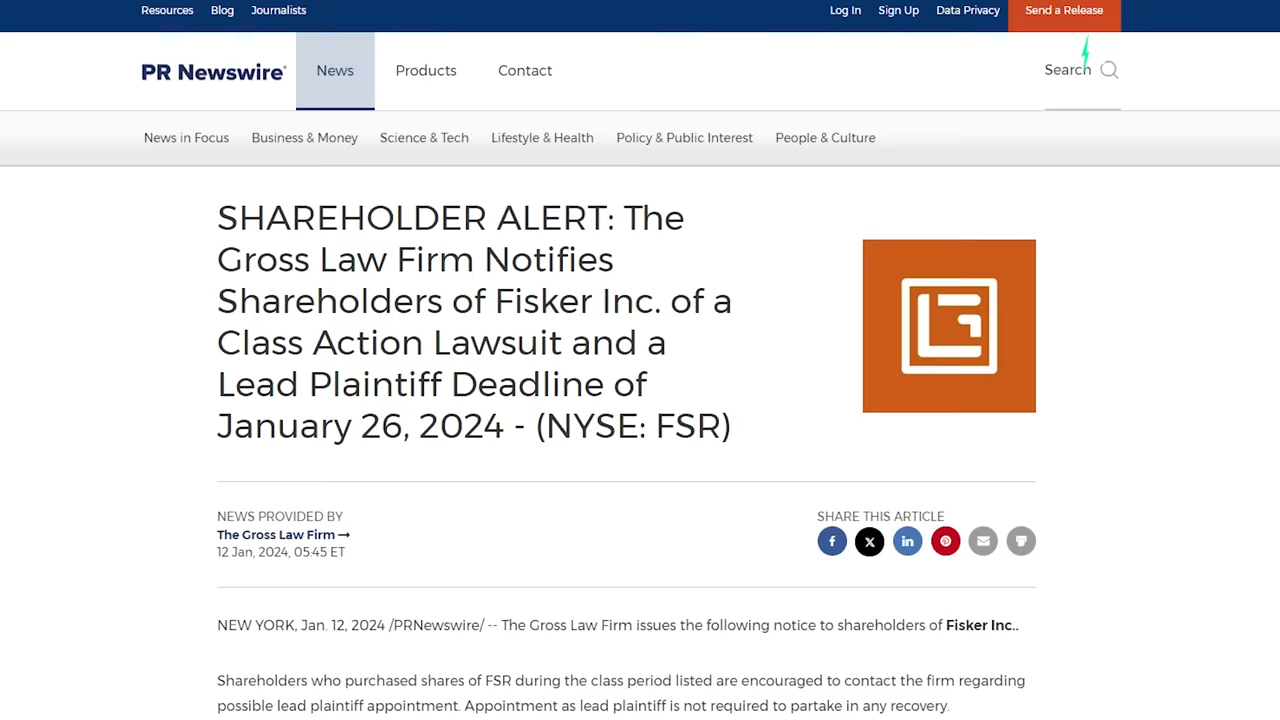 Resources Blog Journalists Log In Sign Up Data Privacy Send a Release
PR Newswire® News Products Contact Search
News in Focus Business & Money Science & Tech Lifestyle & Health Policy & Public Interest People & Culture
SHAREHOLDER ALERT: The
Gross Law Firm Notifies
Shareholders of Fisker Inc. of a
Class Action Lawsuit and a
Lead Plaintiff Deadline of
January 26, 2024 - (NYSE: FSR)
NEWS PROVIDED BY
The Gross Law Firm →
12 Jan, 2024, 05:45 ET
SHARE THIS ARTICLE
NEW YORK, Jan. 12, 2024 /PRNewswire/ -- The Gross Law Firm issues the following notice to shareholders of Fisker Inc..
Shareholders who purchased shares of FSR during the class period listed are encouraged to contact the firm regarding
possible lead plaintiff appointment. Appointment as lead plaintiff is not required to partake in any recovery.